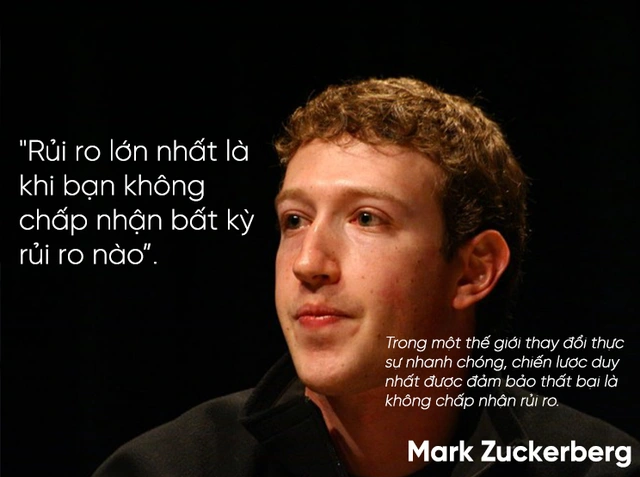 "Rủi ro lớn nhất là
khi bạn không
chấp nhận bất kỳ
rủi ro nào".
Trong một thế giới thay đổi thực
sự nhanh chóng, chiến lược duy
nhất được đảm bảo thất bại là
không chấp nhận rủi ro.
Mark Zuckerberg